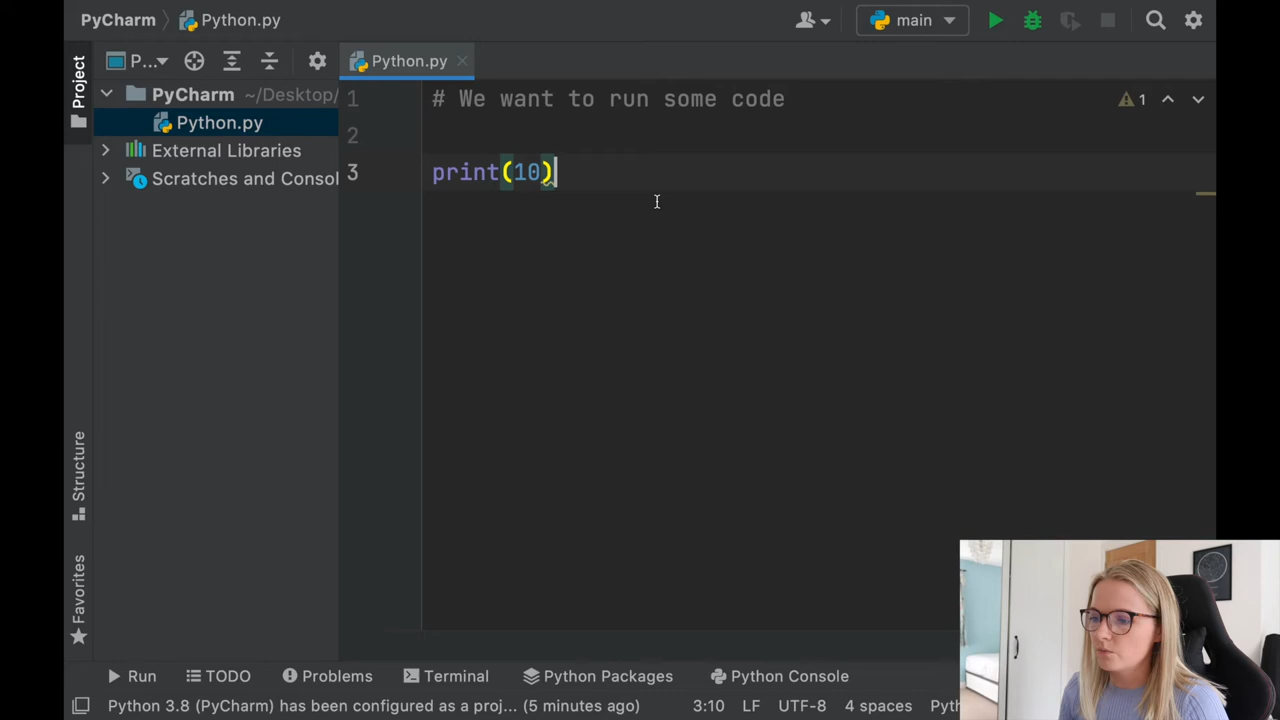 PyCharm Python.py main
Project P... Python.py
PyCharm ~/Desktop/
Python.py
External Libraries
Scratches and Consol
1 # We want to run some code 1
2
3 print(10)
Structure
Favorites
Run TODO Problems Terminal Python Packages Python Console
Python 3.8 (PyCharm) has been configured as a proj... (5 minutes ago) 3:10 LF UTF-8 4 spaces Pyth